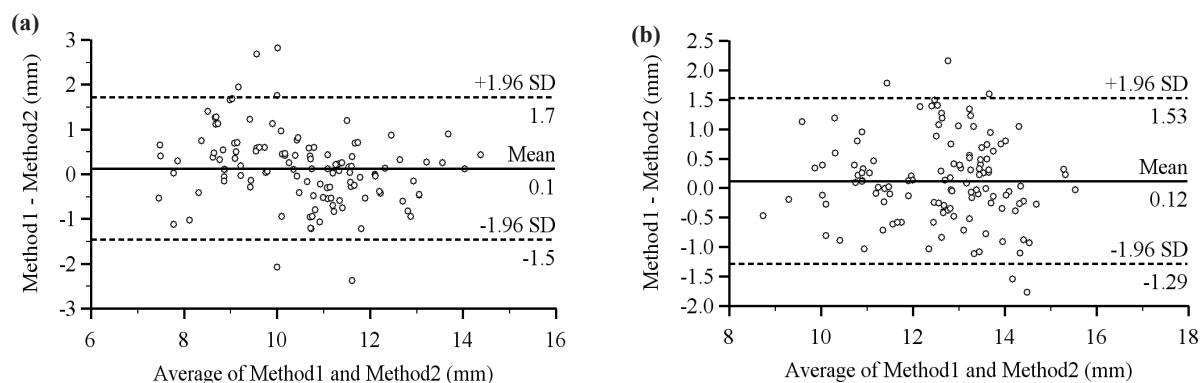 (a)
Method1 - Method2 (mm)
3
2
1
0
-1
-2
-3
+1.96 SD
1.7
Mean
0.1
-1.96 SD
-1.5
6
8
10
12
14
16
Average of Method1 and Method2 (mm)
(b)
Method1 - Method2 (mm)
2.5
2.0
1.5
1.0
0.5
0.0
-0.5
-1.0
-1.5
-2.0
+1.96 SD
1.53
Mean
0.12
-1.96 SD
-1.29
8
10
12
14
16
18
Average of Method1 and Method2 (mm)